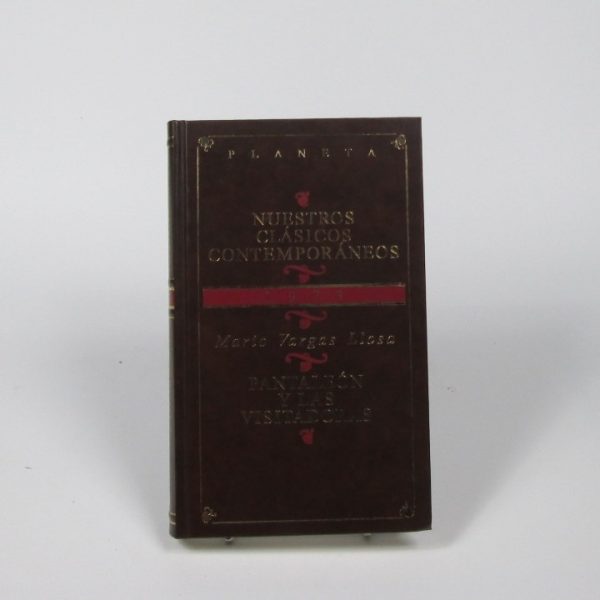 PLANETA
NUESTROS
CLÁSICOS
CONTEMPORÁNEOS
Mario Vargas Llosa
PANTALEÓN
Y LAS
VISITADORAS